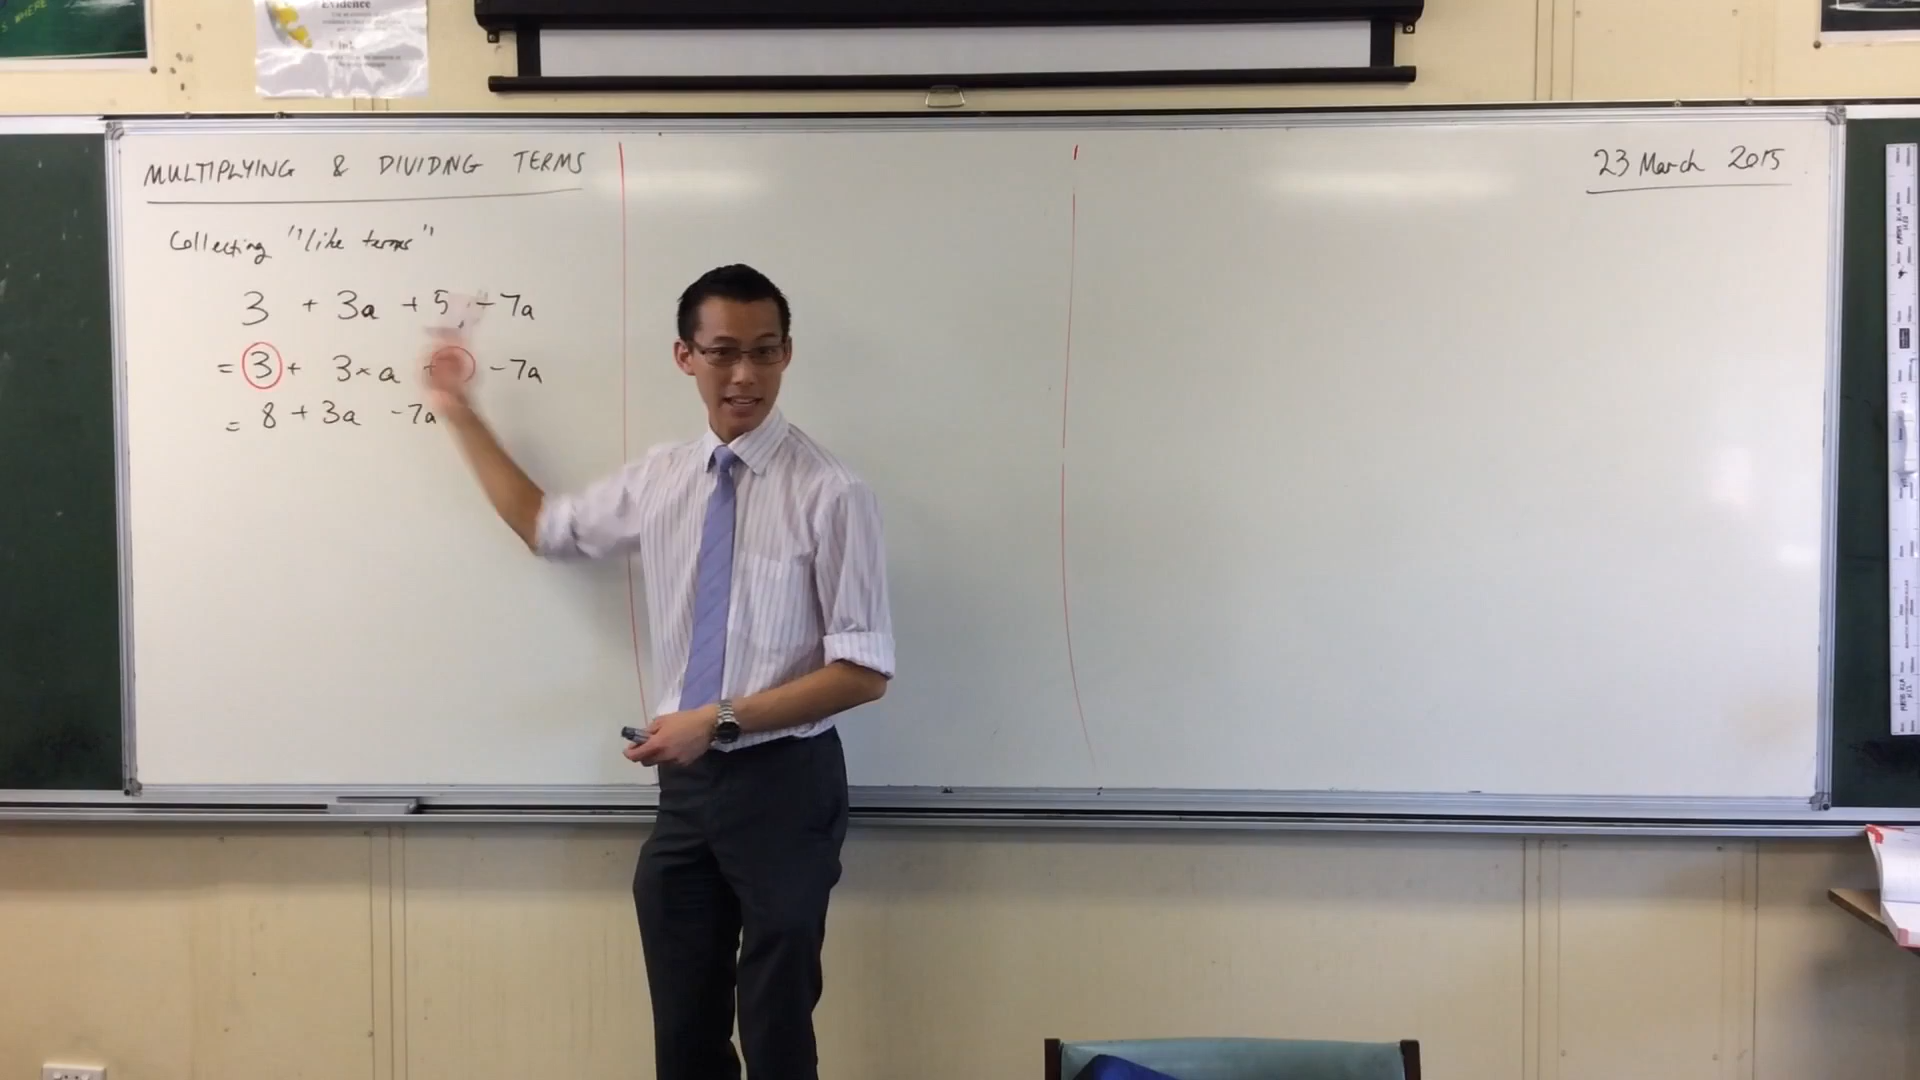 Evidence
MULTIPLYING & DIVIDING TERMS
23 March 2015
Collecting "like terms"
3 + 3a + 5 - 7a
= 3 + 3×a + - 7a
= 8 + 3a - 7a